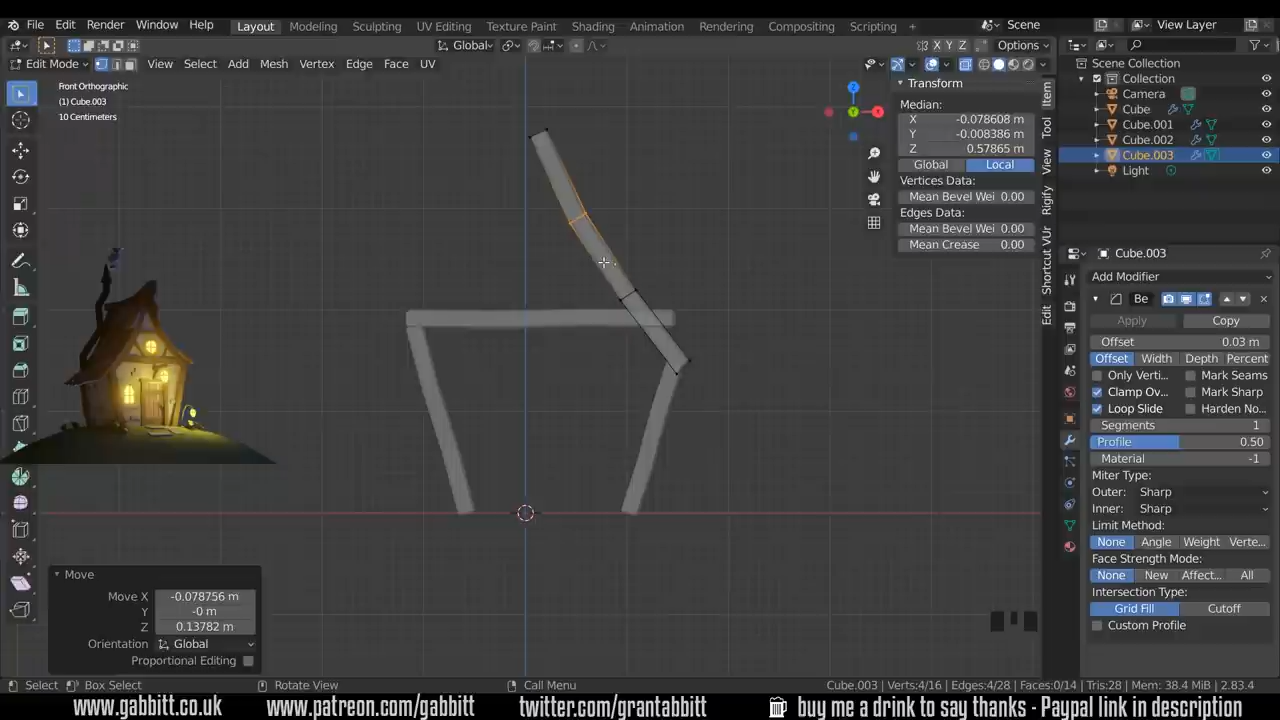 File Edit Render Window Help Layout Modeling Sculpting UV Editing Texture Paint Shading Animation Rendering Compositing Scripting + Scene View Layer
Global X Y Z Options
Edit Mode View Select Add Mesh Vertex Edge Face UV
Front Orthographic
(1) Cube.003
10 Centimeters
Transform
Median:
X -0.078608 m
Y -0.008386 m
Z 0.57865 m
Global Local
Vertices Data:
Mean Bevel Wei 0.00
Edges Data:
Mean Bevel Wei 0.00
Mean Crease 0.00
Item
Tool
View
Rigify
Shortcut VUr
Edit
Scene Collection
Collection
Camera
Cube
Cube.001
Cube.002
Cube.003
Light
Cube.003
Add Modifier
Be
Apply Copy
Offset 0.03 m
Offset Width Depth Percent
Only Verti... Mark Seams
Clamp Ov... Mark Sharp
Loop Slide Harden No...
Segments 1
Profile 0.50
Material -1
Miter Type:
Outer: Sharp
Inner: Sharp
Limit Method:
None Angle Weight Verte...
Face Strength Mode:
None New Affect... All
Intersection Type:
Grid Fill Cutoff
Custom Profile
Move
Move X -0.078756 m
Y -0 m
Z 0.13782 m
Orientation Global
Proportional Editing
Select Box Select Rotate View Call Menu Cube.003 | Verts:4/16 | Edges:4/28 | Faces:0/14 | Tris:28 | Mem: 38.4 MiB | 2.83.4
www.gabbitt.co.uk www.patreon.com/gabbitt twitter.com/grantabbitt buy me a drink to say thanks - Paypal link in description